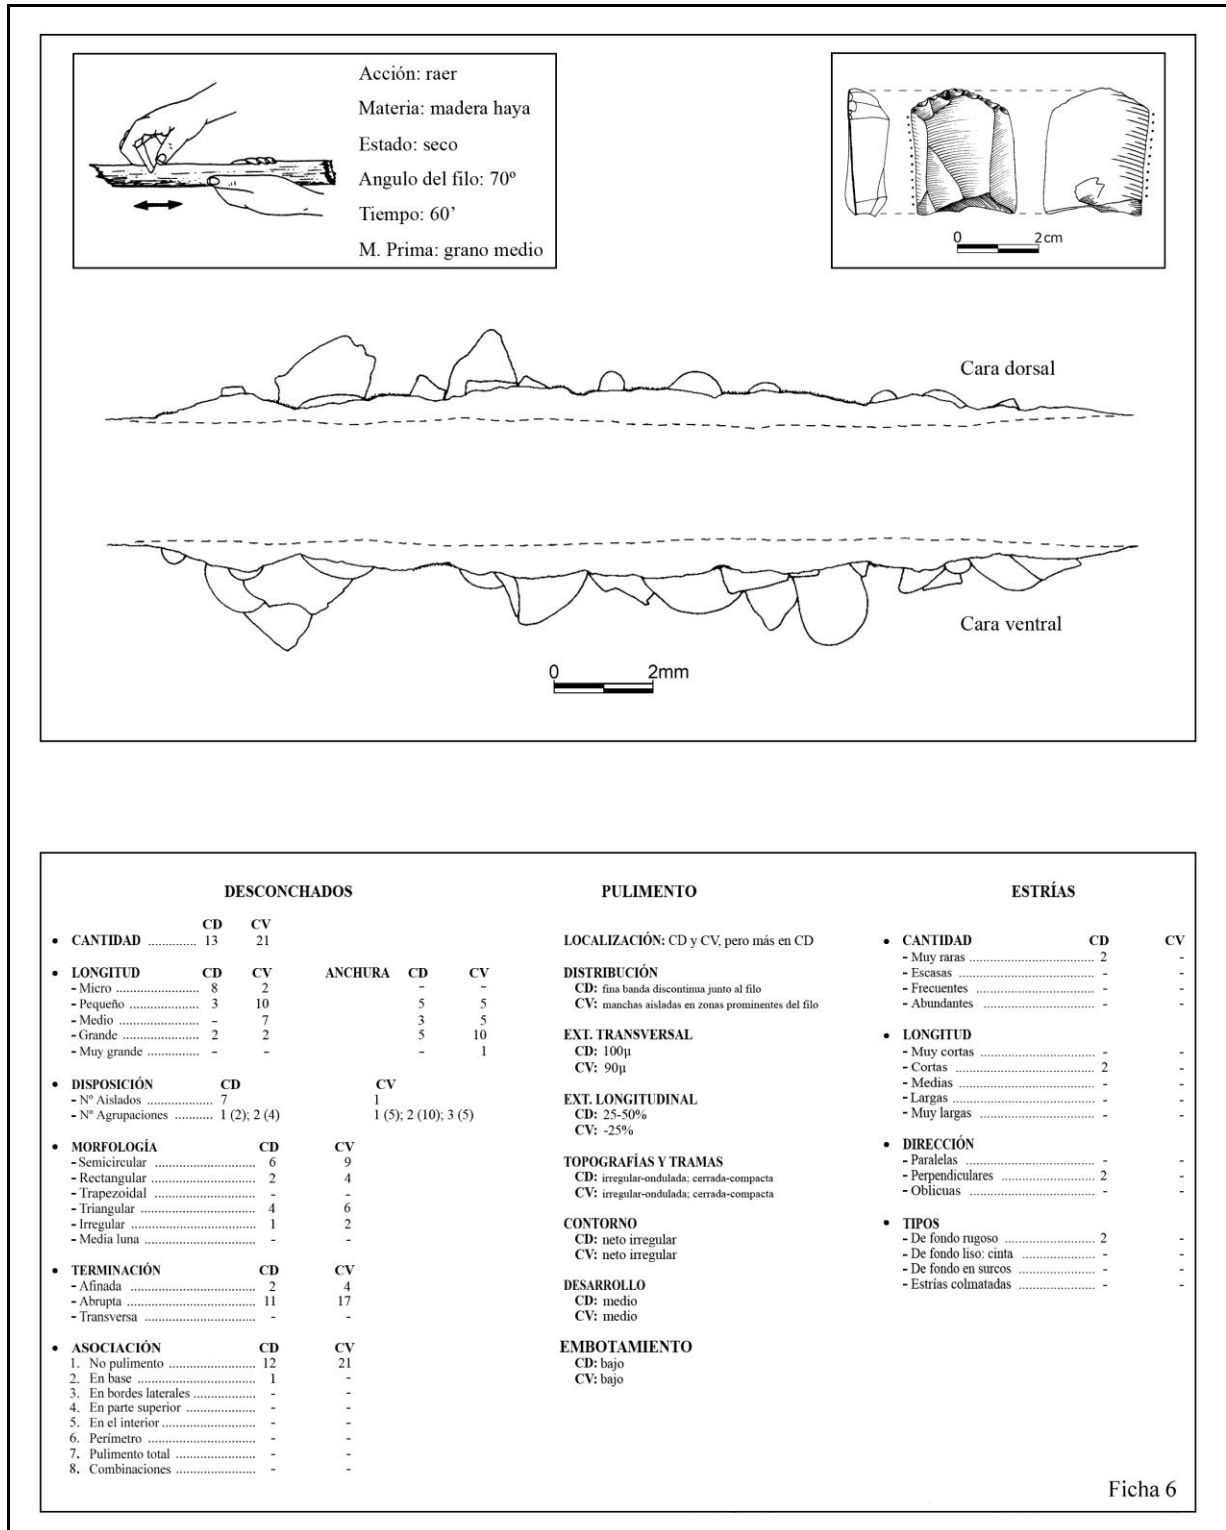 Acción: raer
Materia: madera haya
Estado: seco
Angulo del filo: 70º
Tiempo: 60’
M. Prima: grano medio
0 2cm
Cara dorsal
Cara ventral
0 2mm
DESCONCHADOS
CD CV
• CANTIDAD .............. 13 21
• LONGITUD CD CV ANCHURA CD CV
- Micro ........................ 8 2 - -
- Pequeño .................... 3 10 5 5
- Medio ....................... - 7 3 5
- Grande ...................... 2 2 5 10
- Muy grande ............... - - - 1
• DISPOSICIÓN CD CV
- Nº Aislados .................. 7 1
- Nº Agrupaciones .......... 1 (2); 2 (4) 1 (5); 2 (10); 3 (5)
• MORFOLOGÍA CD CV
- Semicircular ............................ 6 9
- Rectangular ............................ 2 4
- Trapezoidal ............................ - -
- Triangular ............................... 4 6
- Irregular ................................. 1 2
- Media luna ............................. - -
• TERMINACIÓN CD CV
- Afinada .................................. 2 4
- Abrupta .................................. 11 17
- Transversa .............................. - -
• ASOCIACIÓN CD CV
1. No pulimento ........................ 12 21
2. En base ................................. 1 -
3. En bordes laterales ................. - -
4. En parte superior ................... - -
5. En el interior .......................... - -
6. Perímetro .............................. - -
7. Pulimento total ...................... - -
8. Combinaciones ...................... - -
PULIMENTO
LOCALIZACIÓN: CD y CV, pero más en CD
DISTRIBUCIÓN
CD: fina banda discontinua junto al filo
CV: manchas aisladas en zonas prominentes del filo
EXT. TRANSVERSAL
CD: 100µ
CV: 90µ
EXT. LONGITUDINAL
CD: 25-50%
CV: -25%
TOPOGRAFÍAS Y TRAMAS
CD: irregular-ondulada; cerrada-compacta
CV: irregular-ondulada; cerrada-compacta
CONTORNO
CD: neto irregular
CV: neto irregular
DESARROLLO
CD: medio
CV: medio
EMBOTAMIENTO
CD: bajo
CV: bajo
ESTRÍAS
• CANTIDAD CD CV
- Muy raras ................................ 2 -
- Escasas ................................... - -
- Frecuentes ............................... - -
- Abundantes ............................. - -
• LONGITUD
- Muy cortas .............................. - -
- Cortas ..................................... 2 -
- Medias .................................... - -
- Largas ..................................... - -
- Muy largas .............................. - -
• DIRECCIÓN
- Paralelas .................................. - -
- Perpendiculares ....................... 2 -
- Oblicuas .................................. - -
• TIPOS
- De fondo rugoso ...................... 2 -
- De fondo liso: cinta .................. - -
- De fondo en surcos .................. - -
- Estrías colmatadas ................... - -
Ficha 6